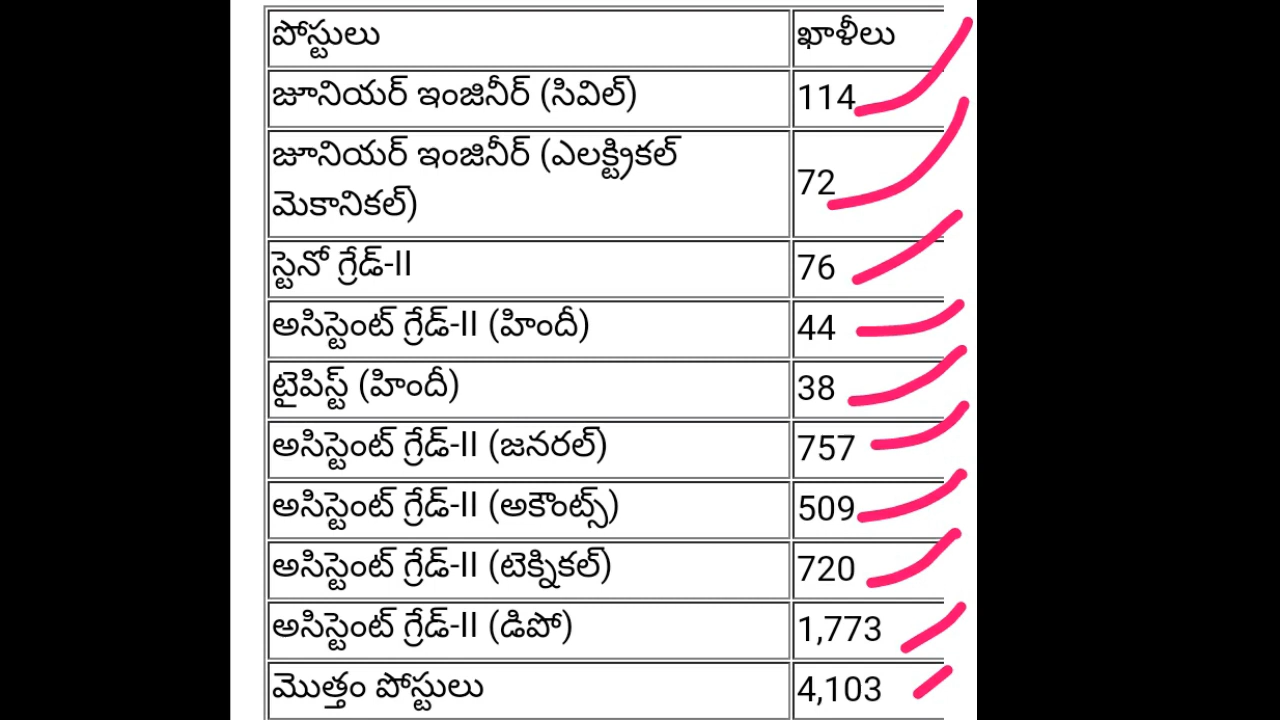 పోస్టులు ఖాళీలు
జూనియర్ ఇంజినీర్ (సివిల్) 114
జూనియర్ ఇంజినీర్ (ఎలక్ట్రికల్
మెకానికల్) 72
స్టెనో గ్రేడ్-II 76
అసిస్టెంట్ గ్రేడ్-II (హిందీ) 44
టైపిస్ట్ (హిందీ) 38
అసిస్టెంట్ గ్రేడ్-II (జనరల్) 757
అసిస్టెంట్ గ్రేడ్-II (అకౌంట్స్) 509
అసిస్టెంట్ గ్రేడ్-II (టెక్నికల్) 720
అసిస్టెంట్ గ్రేడ్-II (డిపో) 1,773
మొత్తం పోస్టులు 4,103